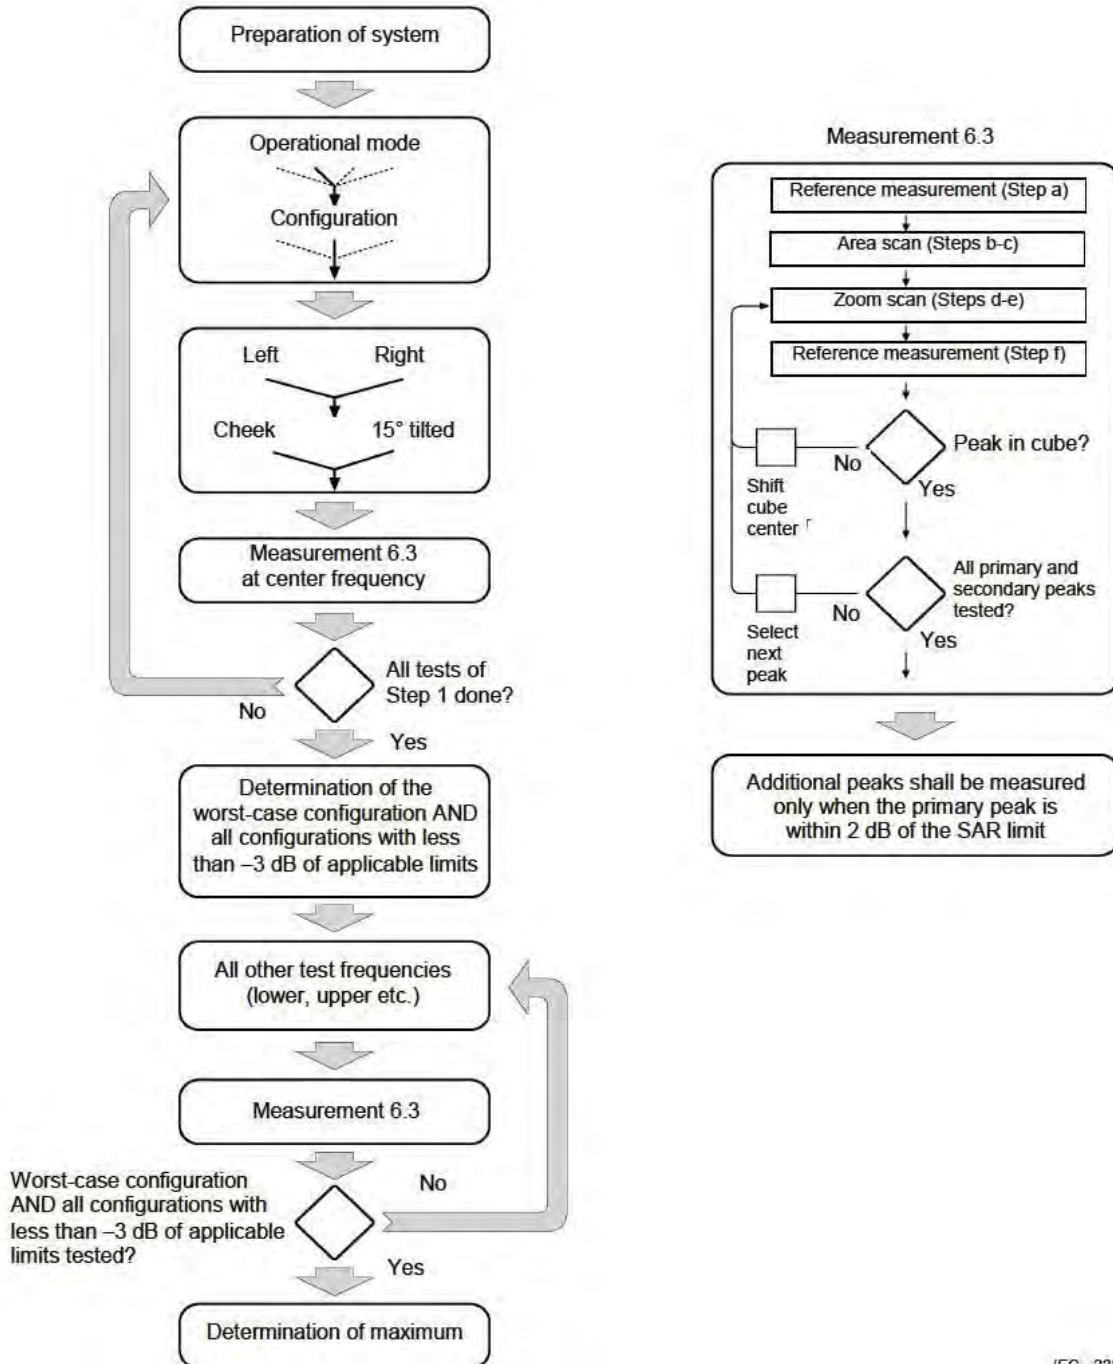 Preparation of system
Operational mode
Configuration
Left Right
Cheek 15° tilted
Measurement 6.3
at center frequency
All tests of
Step 1 done?
No
Yes
Determination of the
worst-case configuration AND
all configurations with less
than –3 dB of applicable limits
All other test frequencies
(lower, upper etc.)
Measurement 6.3
Worst-case configuration
AND all configurations with
less than –3 dB of applicable
limits tested?
No
Yes
Determination of maximum
Measurement 6.3
Reference measurement (Step a)
Area scan (Steps b-c)
Zoom scan (Steps d-e)
Reference measurement (Step f)
Peak in cube?
No
Yes
Shift
cube
center
All primary and
secondary peaks
tested?
No
Yes
Select
next
peak
Additional peaks shall be measured
only when the primary peak is
within 2 dB of the SAR limit